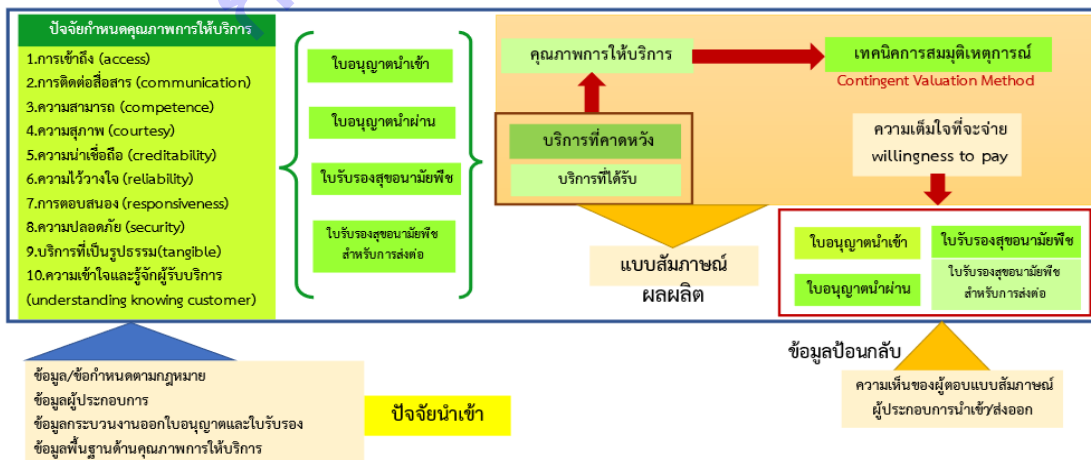 ปัจจัยกำหนดคุณภาพการให้บริการ
1.การเข้าถึง (access)
2.การติดต่อสื่อสาร (communication)
3.ความสามารถ (competence)
4.ความสุภาพ (courtesy)
5.ความน่าเชื่อถือ (creditability)
6.ความไว้วางใจ (reliability)
7.การตอบสนอง (responsiveness)
8.ความปลอดภัย (security)
9.บริการที่เป็นรูปธรรม(tangible)
10.ความเข้าใจและรู้จักผู้รับบริการ
(understanding knowing customer)
ใบอนุญาตนำเข้า
ใบอนุญาตนำผ่าน
ใบรับรองสุขอนามัยพืช
ใบรับรองสุขอนามัยพืช
สำหรับการส่งต่อ
คุณภาพการให้บริการ
บริการที่คาดหวัง
บริการที่ได้รับ
เทคนิคการสมมุติเหตุการณ์
Contingent Valuation Method
ความเต็มใจที่จะจ่าย
willingness to pay
ใบอนุญาตนำเข้า
ใบรับรองสุขอนามัยพืช
ใบอนุญาตนำผ่าน
ใบรับรองสุขอนามัยพืช
สำหรับการส่งต่อ
แบบสัมภาษณ์
ผลผลิต
ข้อมูล/ข้อกำหนดตามกฎหมาย
ข้อมูลผู้ประกอบการ
ข้อมูลกระบวนงานออกใบอนุญาตและใบรับรอง
ข้อมูลพื้นฐานด้านคุณภาพการให้บริการ
ปัจจัยนำเข้า
ข้อมูลป้อนกลับ
ความเห็นของผู้ตอบแบบสัมภาษณ์
ผู้ประกอบการนำเข้า/ส่งออก